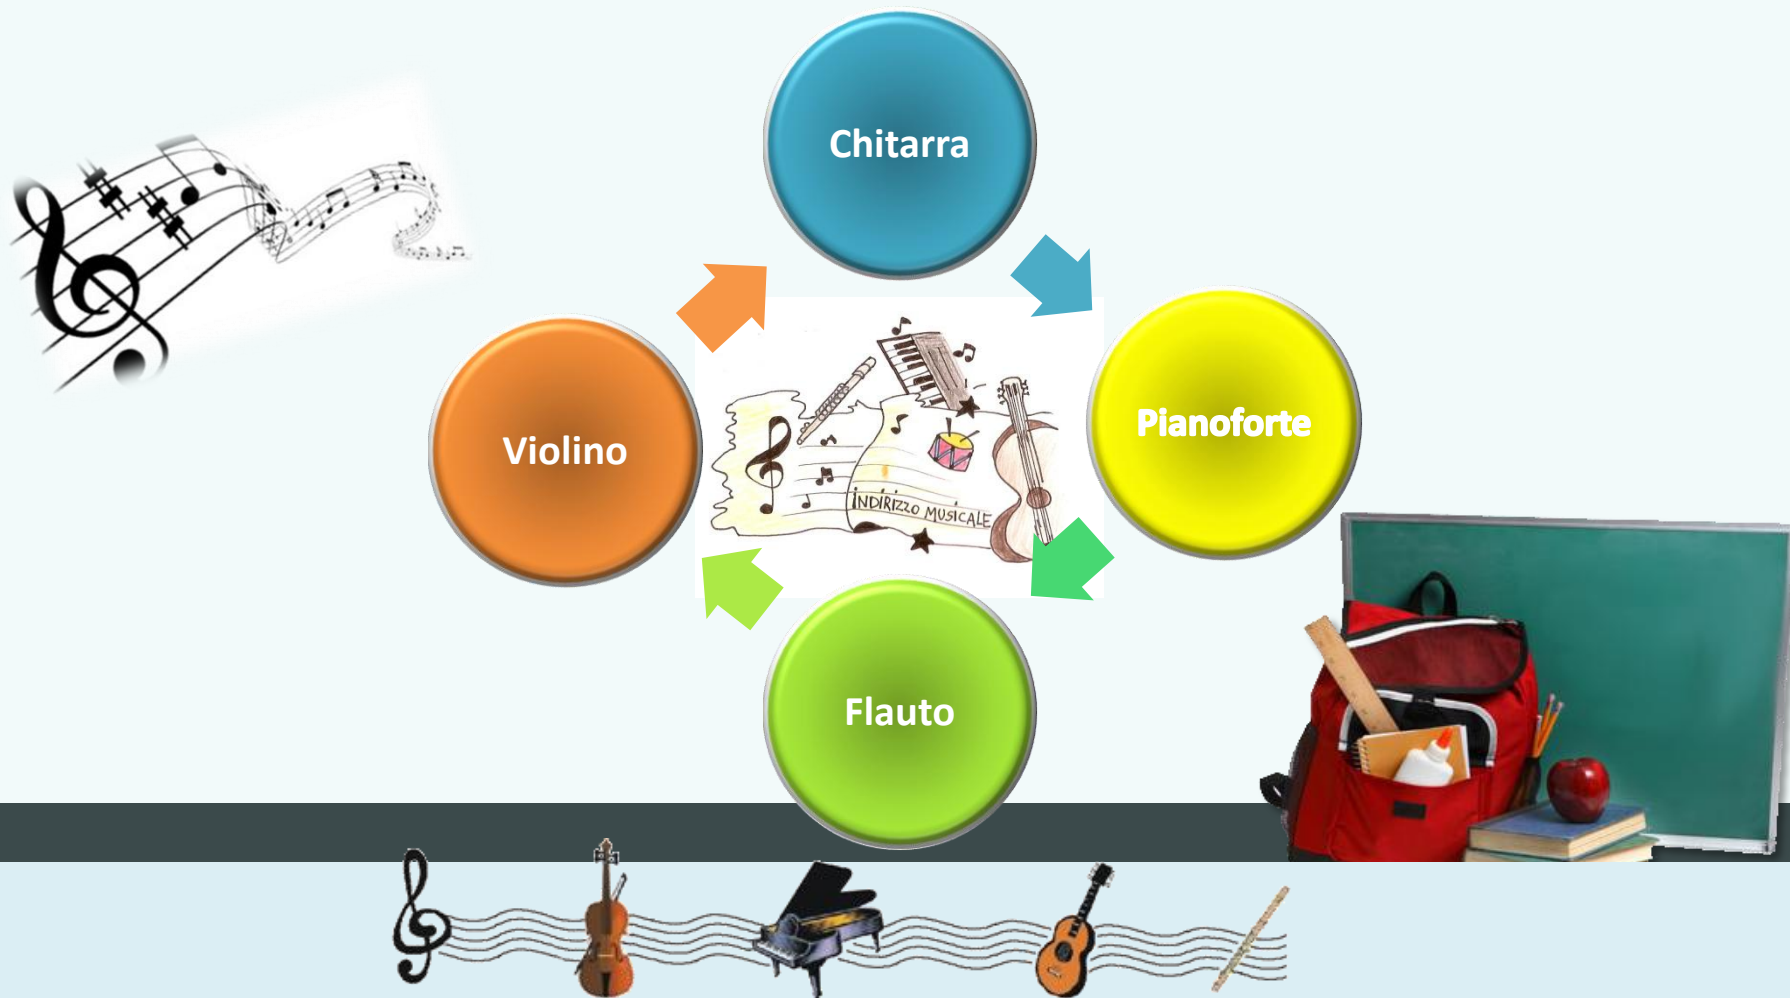 Chitarra
Pianoforte
Violino
INDIRIZZO MUSICALE
Flauto